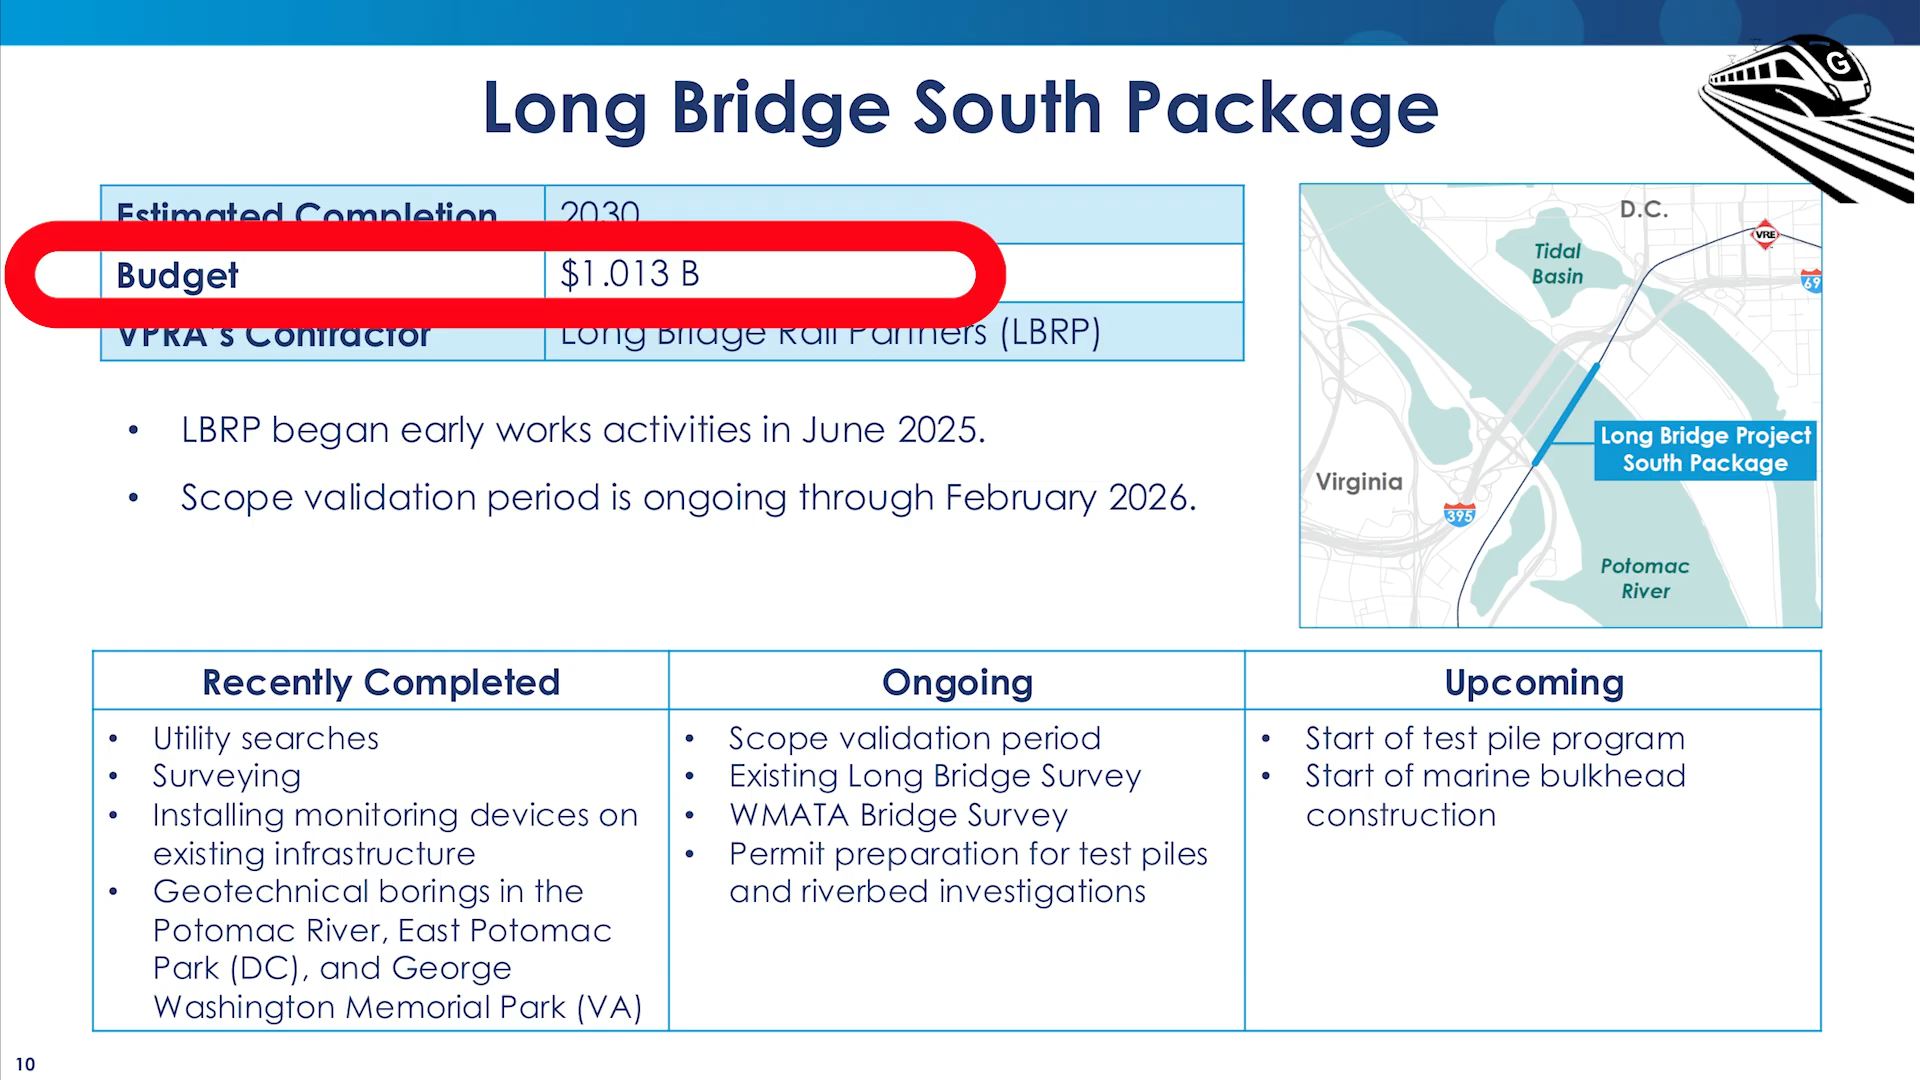 G
Long Bridge South Package
Estimated Completion 2030
Budget $1.013 B
VPRA's Contractor Long Bridge Rail Partners (LBRP)
• LBRP began early works activities in June 2025.
• Scope validation period is ongoing through February 2026.
D.C.
VRE
Tidal
Basin
69
Long Bridge Project
South Package
Virginia
395
Potomac
River
Recently Completed
• Utility searches
• Surveying
• Installing monitoring devices on
existing infrastructure
• Geotechnical borings in the
Potomac River, East Potomac
Park (DC), and George
Washington Memorial Park (VA)
Ongoing
• Scope validation period
• Existing Long Bridge Survey
• WMATA Bridge Survey
• Permit preparation for test piles
and riverbed investigations
Upcoming
• Start of test pile program
• Start of marine bulkhead
construction
10